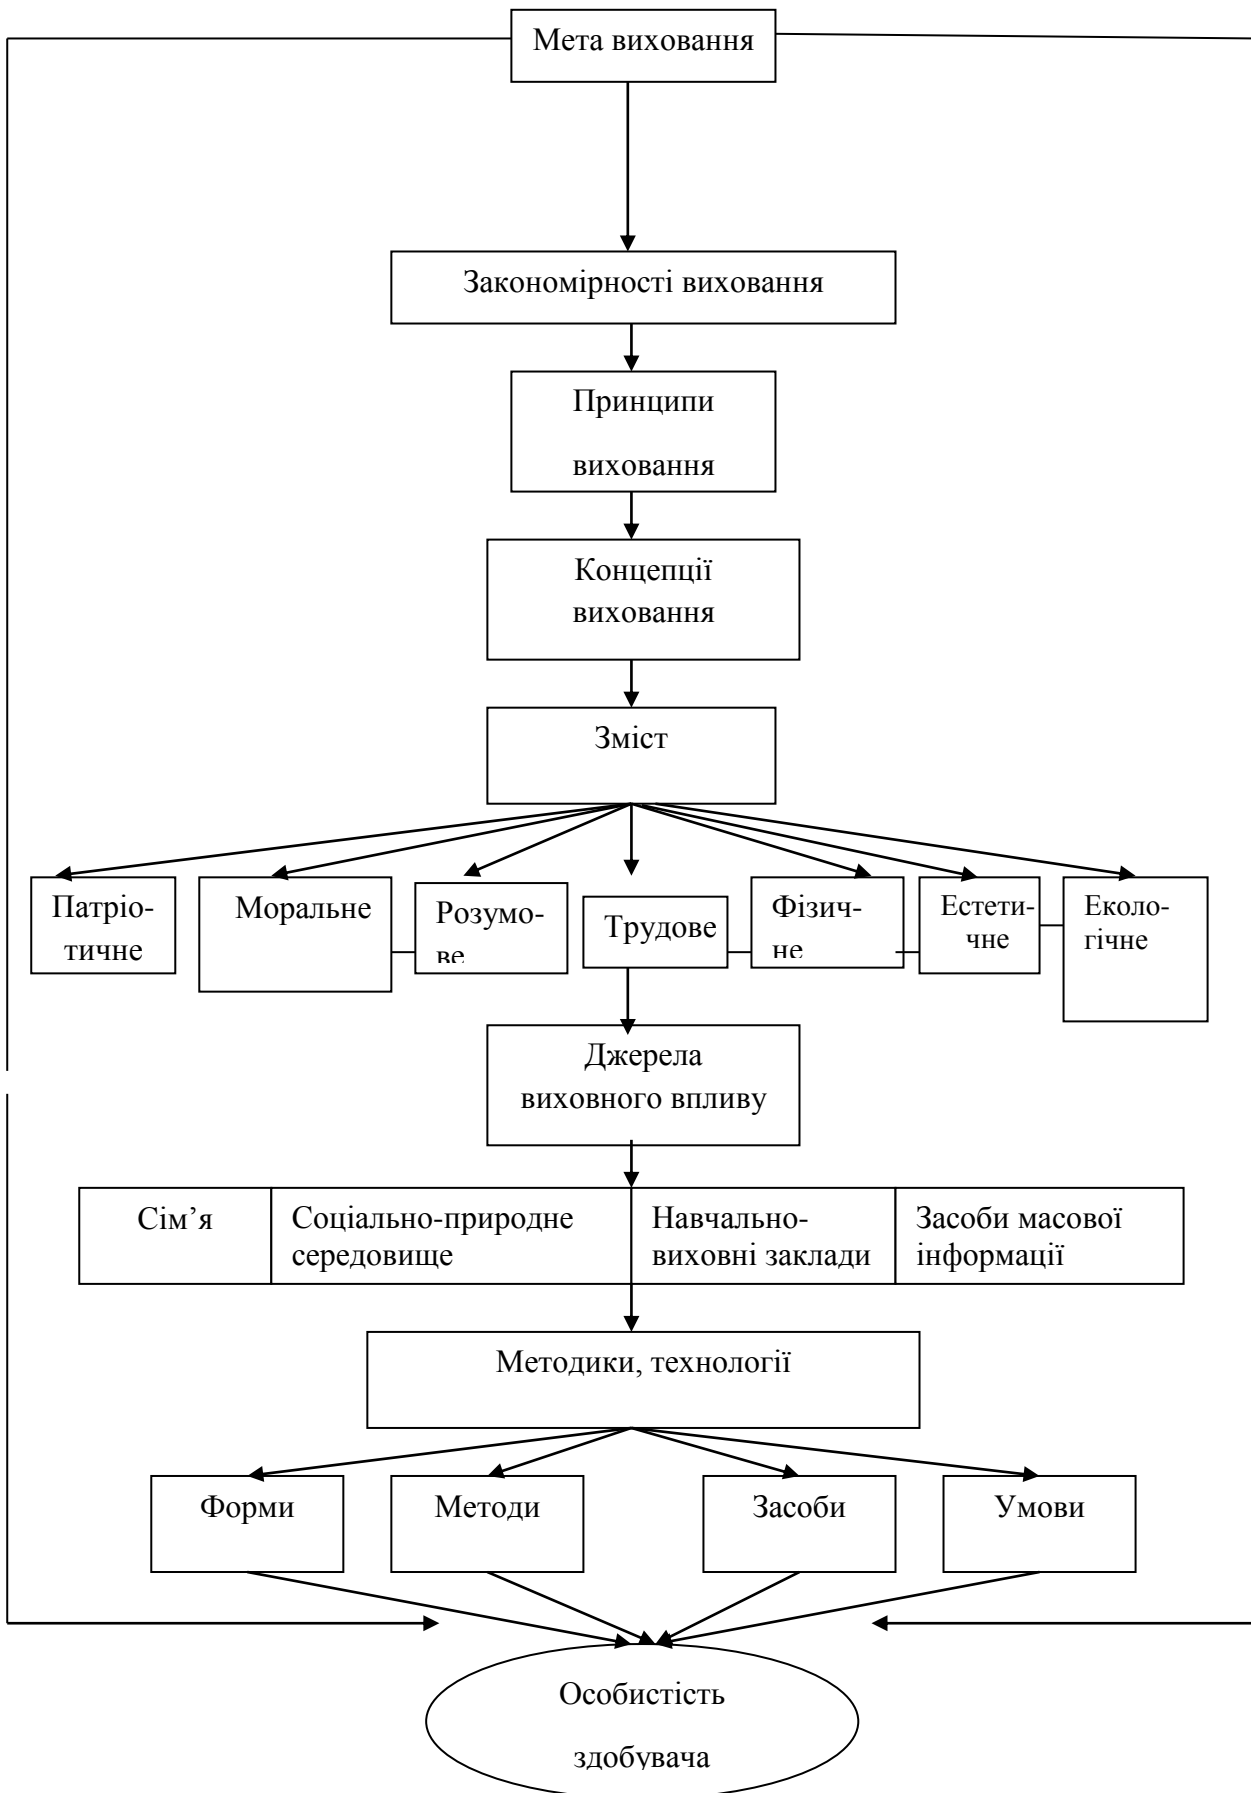 Мета виховання
Закономірності виховання
Принципи
виховання
Концепції
виховання
Зміст
Патріо-
тичне
Моральне
Розумо-
ве
Трудове
Фізич-
не
Естети-
чне
Еколо-
гічне
Джерела
виховного впливу
Сім’я
Соціально-природне
середовище
Навчально-
виховні заклади
Засоби масової
інформації
Методики, технології
Форми
Методи
Засоби
Умови
Особистість
здобувача